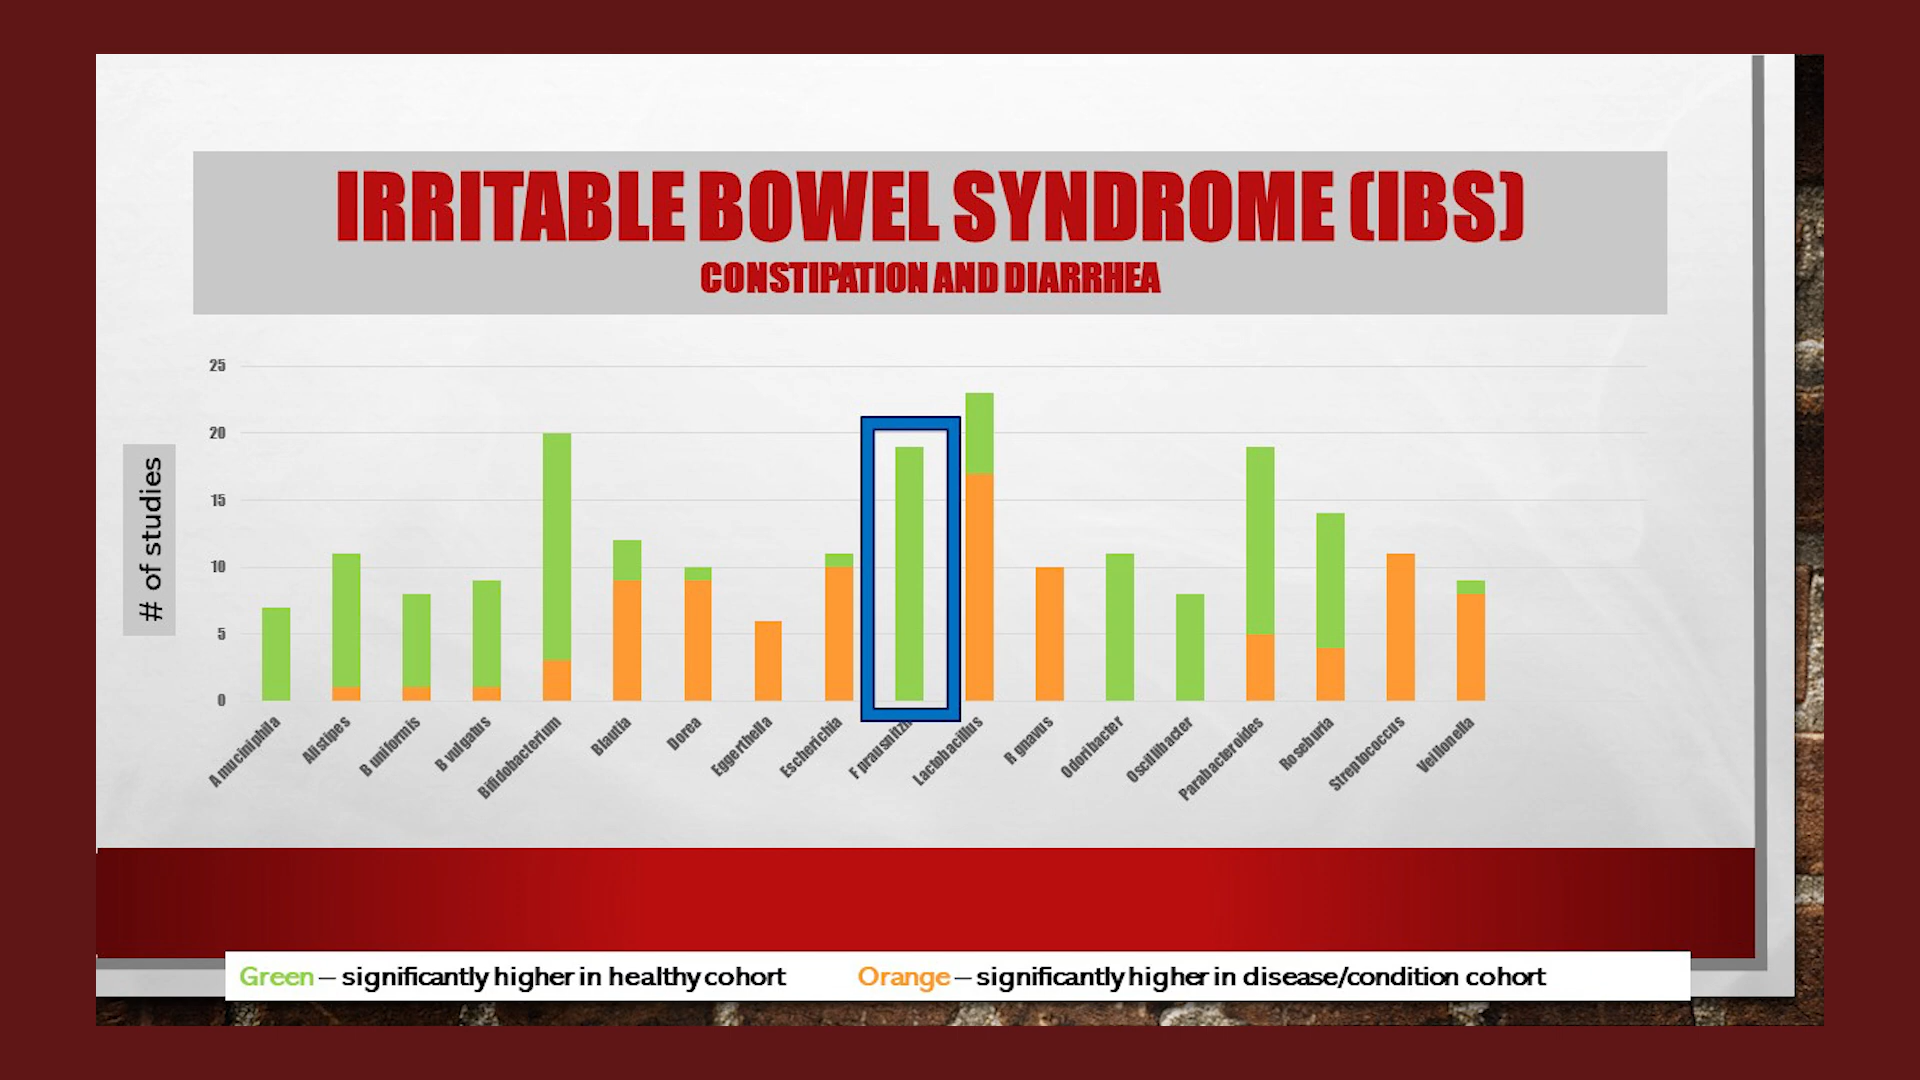 IRRITABLE BOWEL SYNDROME (IBS)
CONSTIPATION AND DIARRHEA
# of studies
25
20
15
10
5
0
A muciniphila
Alistipes
B uniformis
B vulgatus
Bifidobacterium
Blautia
Dorea
Eggerthella
Escherichia
F prausnitzii
Lactobacillus
R gnavus
Odoribacter
Oscillibacter
Parabacteroides
Roseburia
Streptococcus
Veillonella
Green – significantly higher in healthy cohort Orange – significantly higher in disease/condition cohort